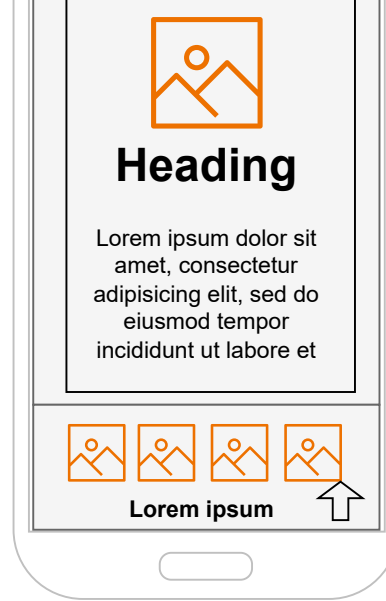 Heading
Lorem ipsum dolor sit
amet, consectetur
adipisicing elit, sed do
eiusmod tempor
incididunt ut labore et
Lorem ipsum